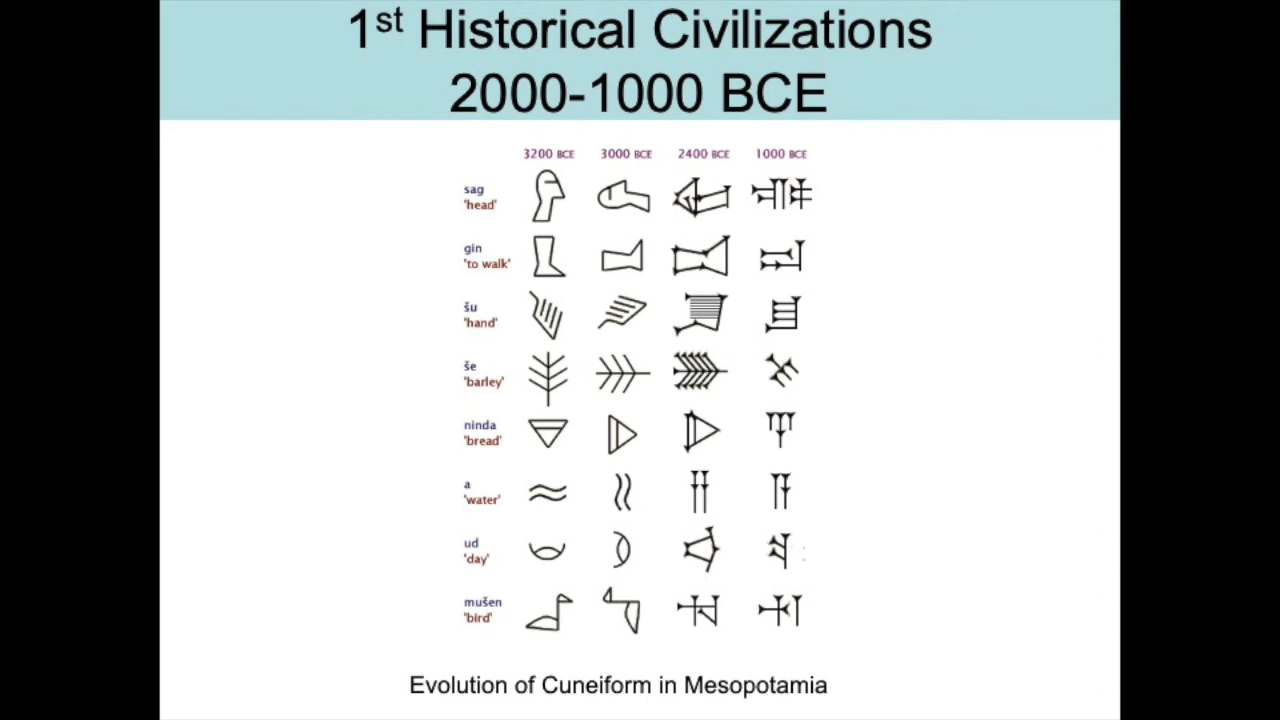 1st Historical Civilizations
2000-1000 BCE
3200 BCE 3000 BCE 2400 BCE 1000 BCE
sag
'head'
gin
'to walk'
šu
'hand'
še
'barley'
ninda
'bread'
a
'water'
ud
'day'
mušen
'bird'
Evolution of Cuneiform in Mesopotamia